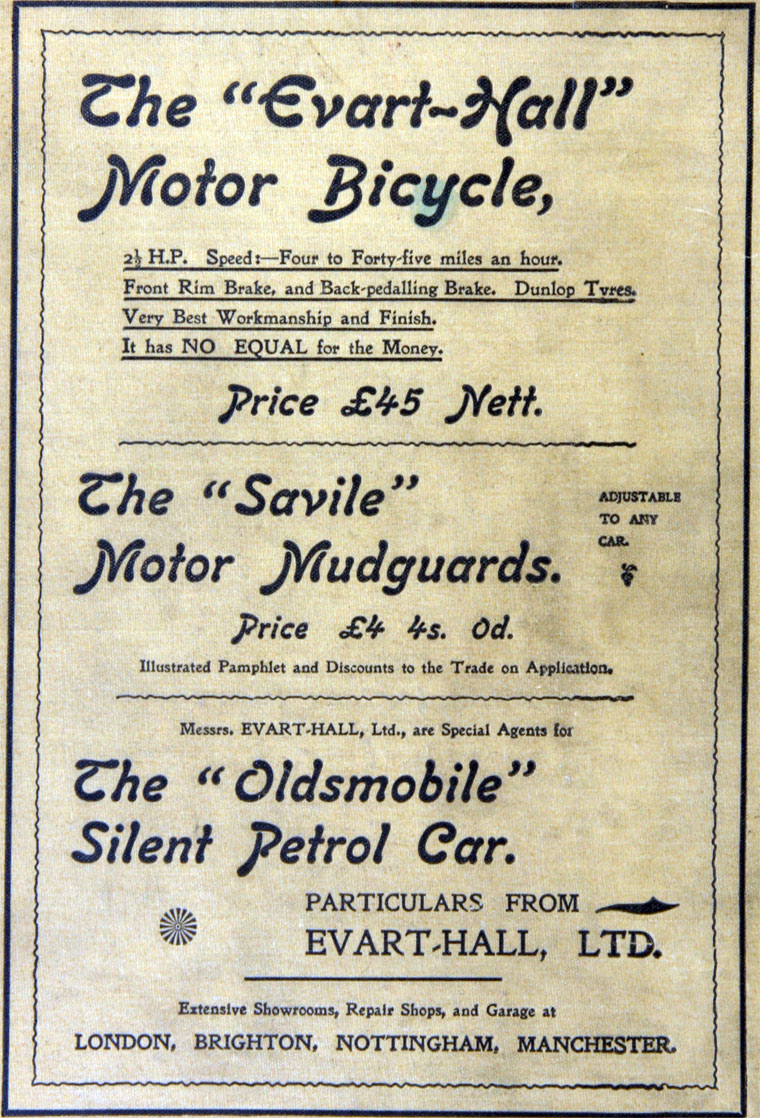 The "Evart-Hall"
Motor Bicycle,
2½ H.P. Speed:—Four to Forty-five miles an hour.
Front Rim Brake, and Back-pedalling Brake. Dunlop Tyres.
Very Best Workmanship and Finish.
It has NO EQUAL for the Money.
Price £45 Nett.
The "Savile"
Motor Mudguards.
ADJUSTABLE
TO ANY
CAR.
Price £4 4s. 0d.
Illustrated Pamphlet and Discounts to the Trade on Application.
Messrs. EVART-HALL, Ltd., are Special Agents for
The "Oldsmobile"
Silent Petrol Car.
PARTICULARS FROM
EVART-HALL, LTD.
Extensive Showrooms, Repair Shops, and Garage at
LONDON, BRIGHTON, NOTTINGHAM, MANCHESTER.